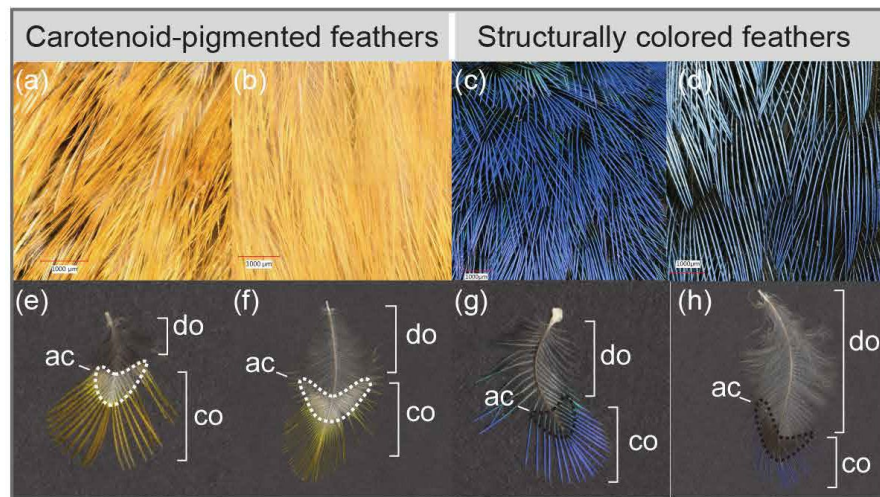 Carotenoid-pigmented feathers
Structurally colored feathers
(a)
(b)
(c)
(d)
1000 µm
1000 µm
1000µm
1000µm
(e)
(f)
(g)
(h)
do
ac
co
do
ac
co
do
ac
co
do
ac
co